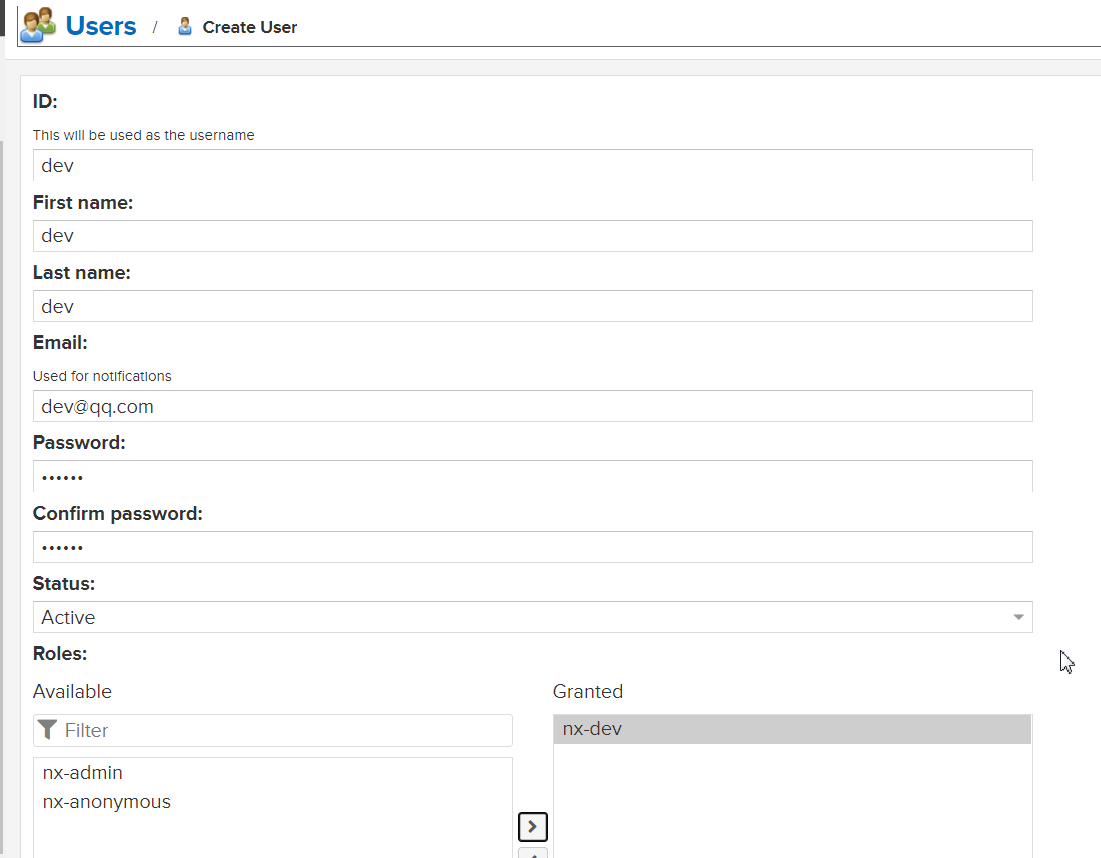 Users / Create User
ID:
This will be used as the username
dev
First name:
dev
Last name:
dev
Email:
Used for notifications
dev@qq.com
Password:
••••••
Confirm password:
••••••
Status:
Active
Roles:
Available Granted
Filter nx-dev
nx-admin
nx-anonymous